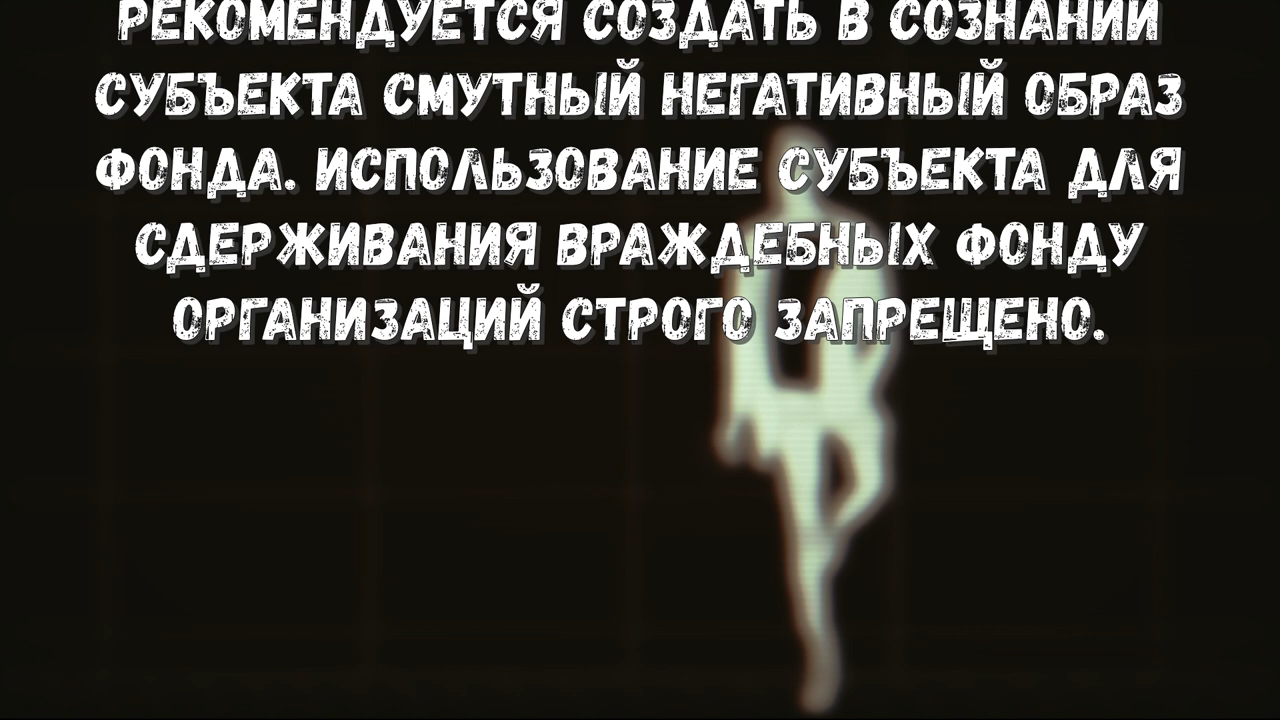 РЕКОМЕНДУЕТСЯ СОЗДАТЬ В СОЗНАНИИ
СУБЪЕКТА СМУТНЫЙ НЕГАТИВНЫЙ ОБРАЗ
ФОНДА. ИСПОЛЬЗОВАНИЕ СУБЪЕКТА ДЛЯ
СДЕРЖИВАНИЯ ВРАЖДЕБНЫХ ФОНДУ
ОРГАНИЗАЦИЙ СТРОГО ЗАПРЕЩЕНО.